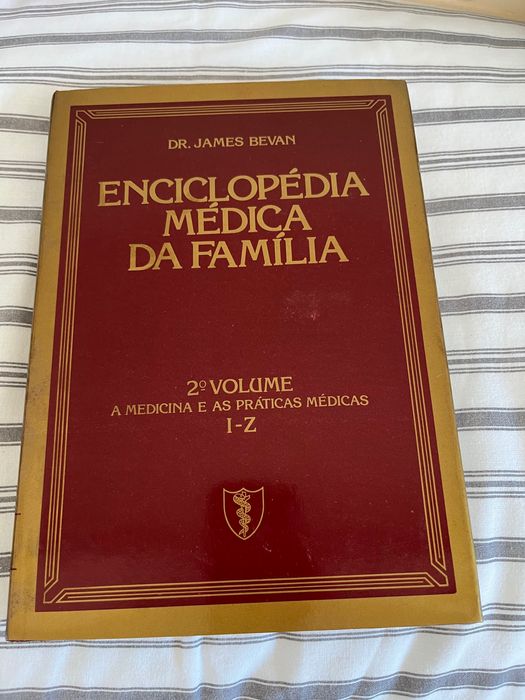 DR. JAMES BEVAN
ENCICLOPÉDIA
MÉDICA
DA FAMÍLIA
2º VOLUME
A MEDICINA E AS PRÁTICAS MÉDICAS
I-Z